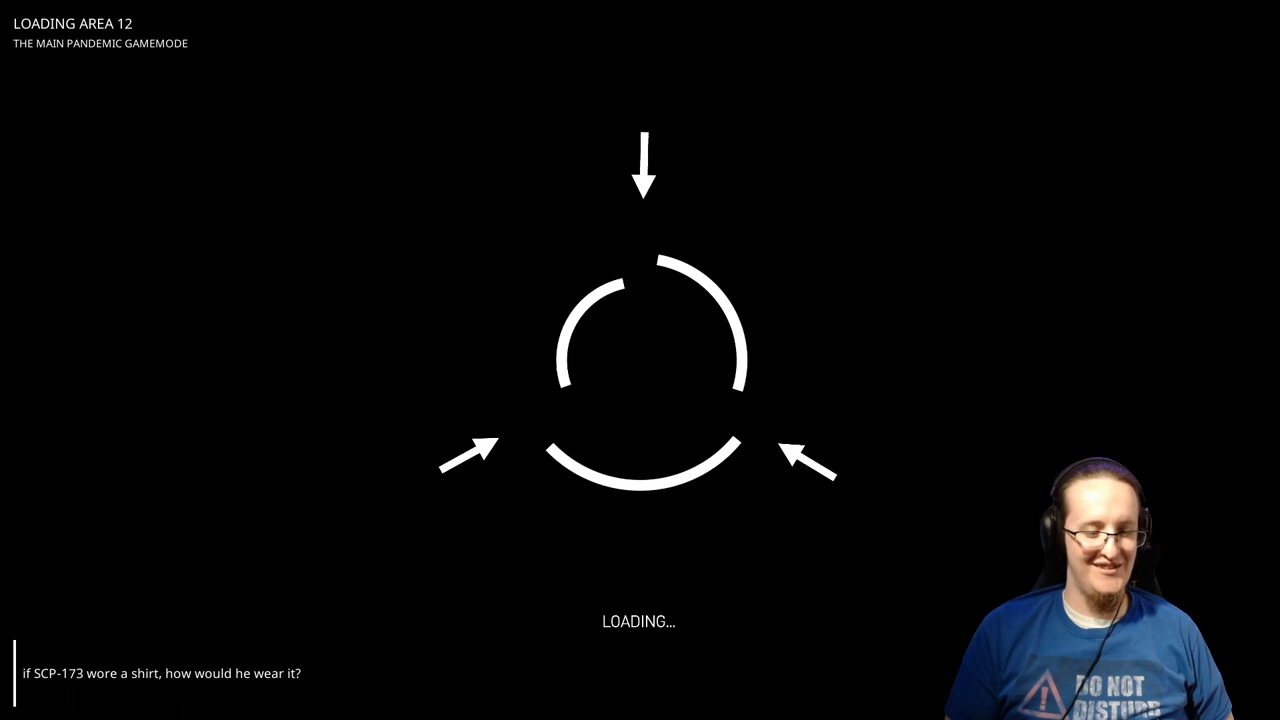 LOADING AREA 12
THE MAIN PANDEMIC GAMEMODE
LOADING...
if SCP-173 wore a shirt, how would he wear it?
DO NOT
DISTURB